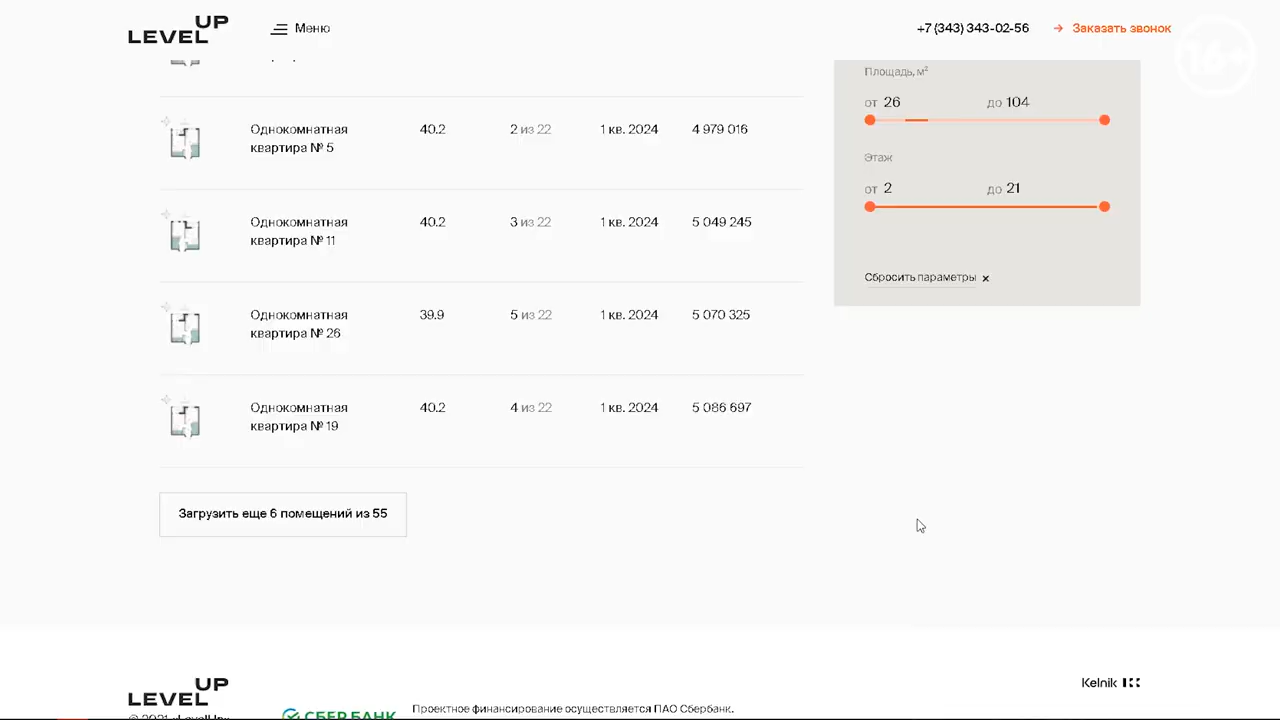 LEVEL UP
Меню
+7 (343) 343-02-56
→ Заказать звонок
16+
Площадь, м²
от 26 до 104
Этаж
от 2 до 21
Сбросить параметры ×
Однокомнатная
квартира № 5
40.2
2 из 22
1 кв. 2024
4 979 016
Однокомнатная
квартира № 11
40.2
3 из 22
1 кв. 2024
5 049 245
Однокомнатная
квартира № 26
39.9
5 из 22
1 кв. 2024
5 070 325
Однокомнатная
квартира № 19
40.2
4 из 22
1 кв. 2024
5 086 697
Загрузить еще 6 помещений из 55
LEVEL UP
Kelnik
© 2021 «LevelUp»
СБЕРБАНК
Проектное финансирование осуществляется ПАО Сбербанк.